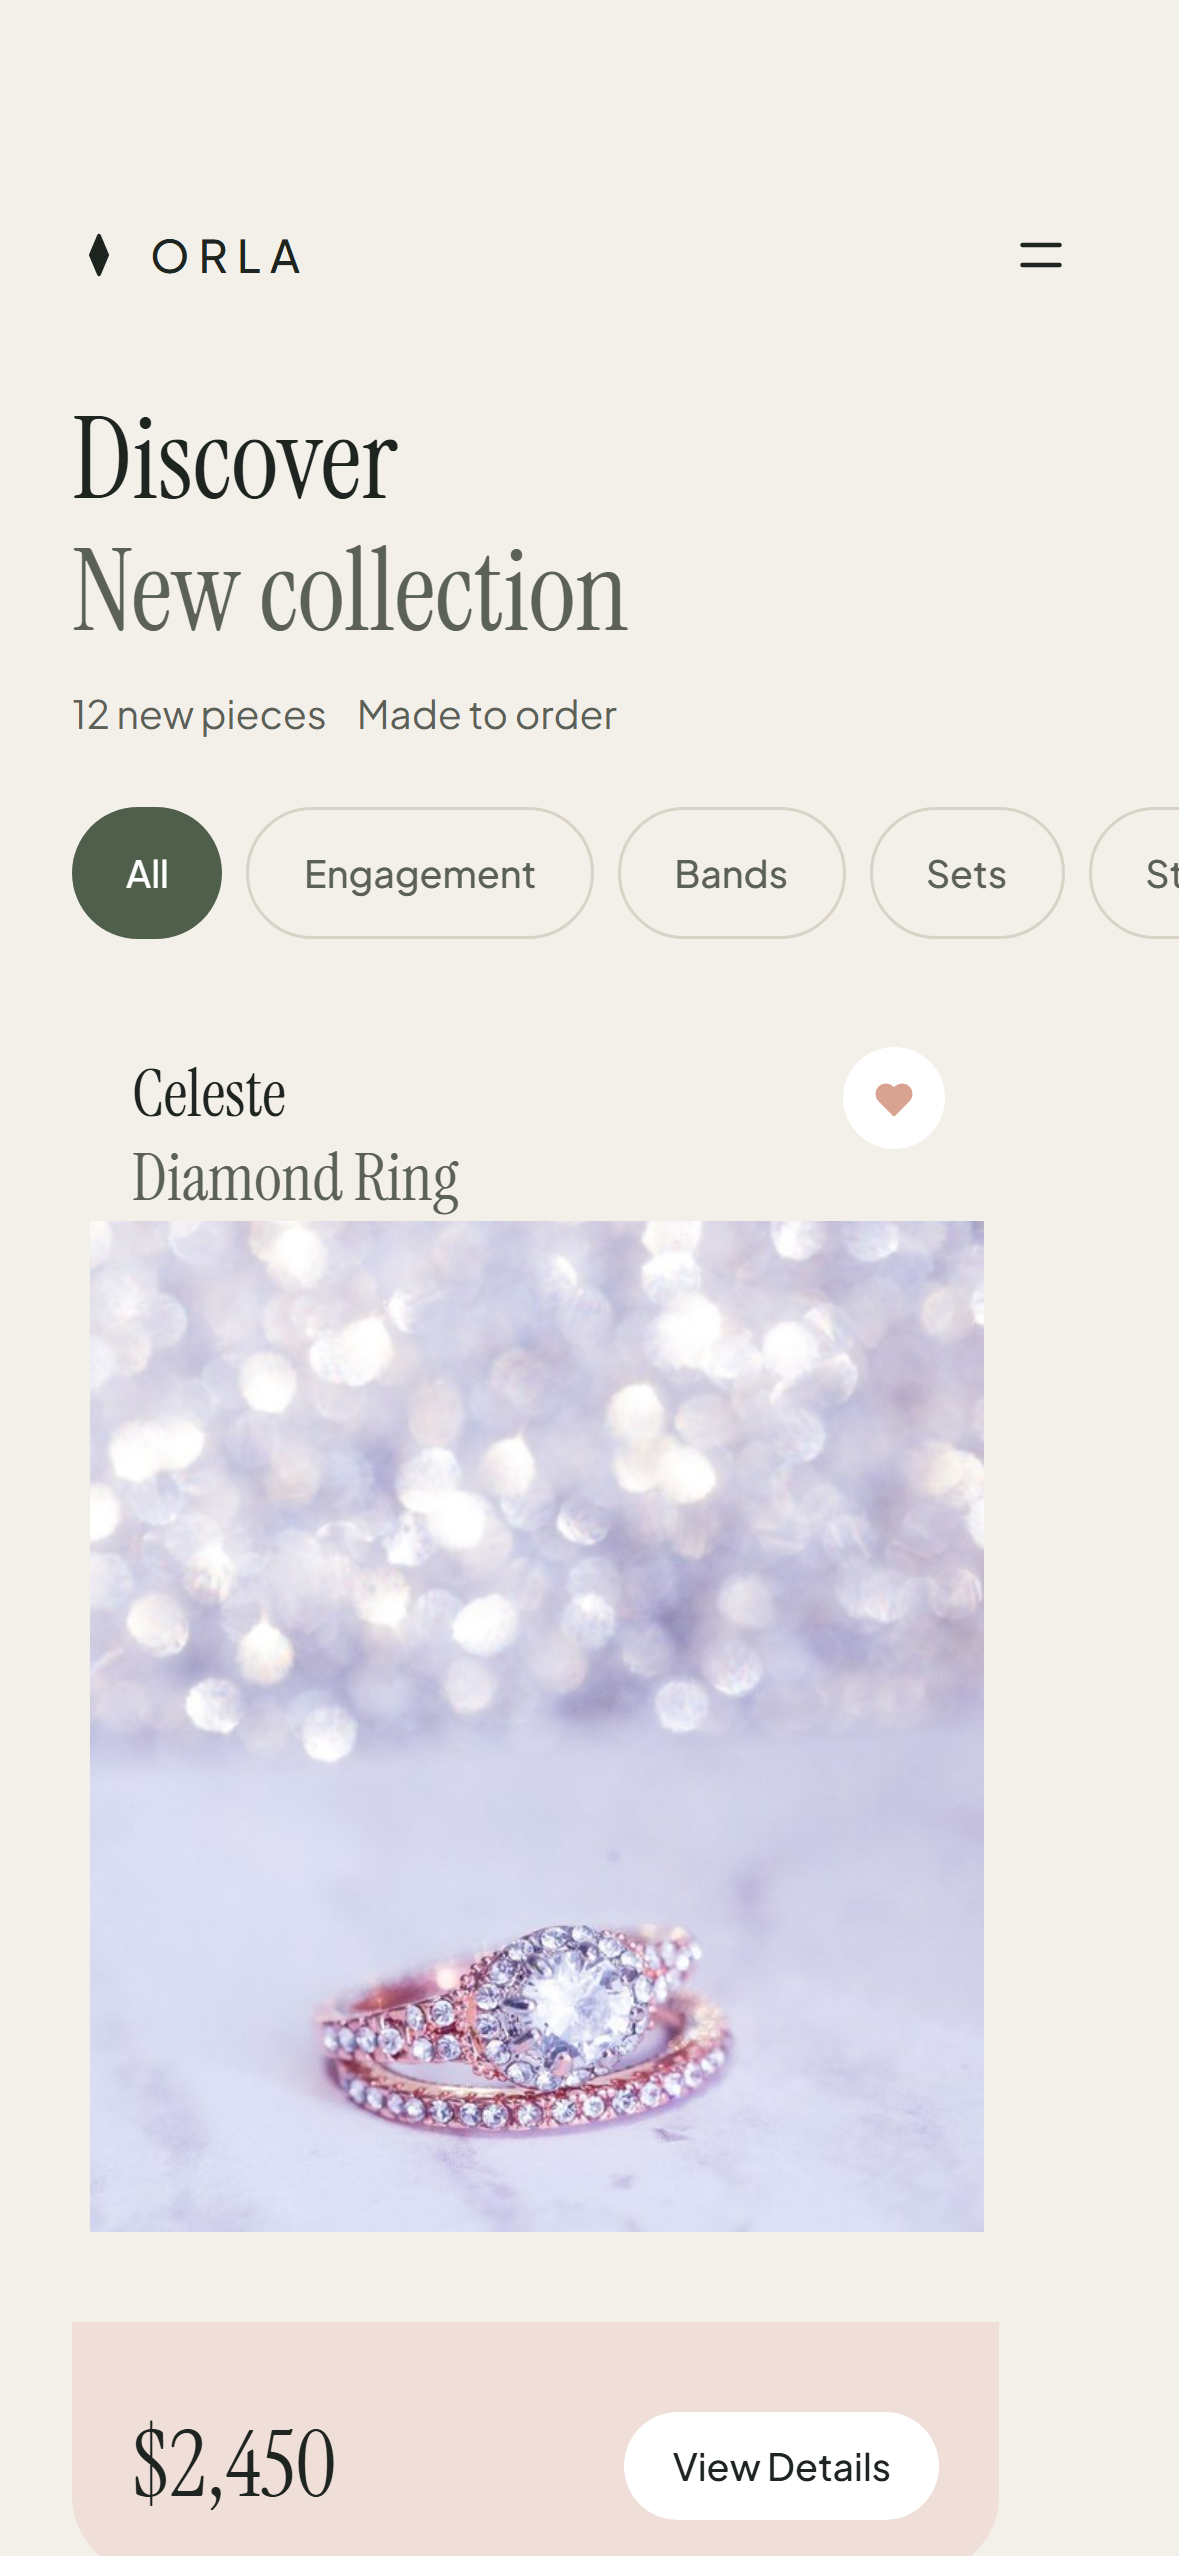 ORLA
Discover
New collection
12 new pieces Made to order
All Engagement Bands Sets
Celeste
Diamond Ring
$2,450 View Details